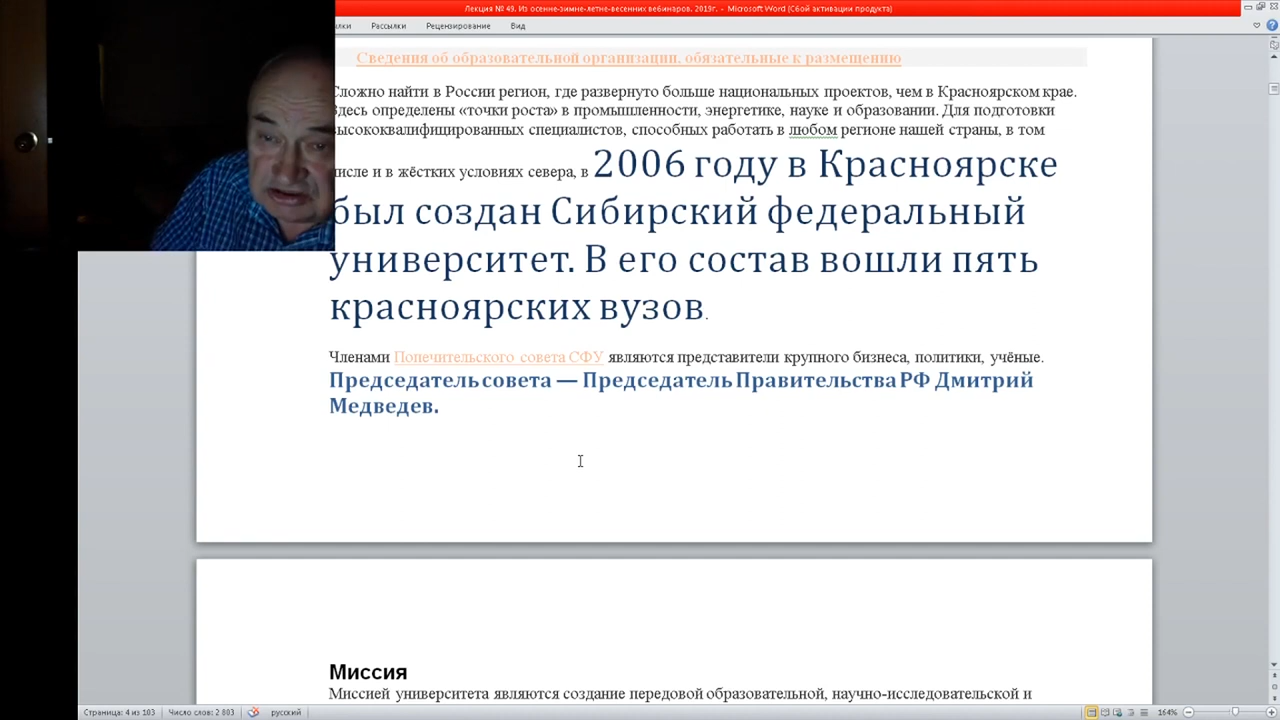 Лекция № 49. Из осенне-зимне-летне-весенних вебинаров. 2019г. - Microsoft Word (Сбой активации продукта)
Рассылки Рецензирование Вид
Сведения об образовательной организации, обязательные к размещению
Сложно найти в России регион, где развернуто больше национальных проектов, чем в Красноярском крае.
Здесь определены «точки роста» в промышленности, энергетике, науке и образовании. Для подготовки
высококвалифицированных специалистов, способных работать в любом регионе нашей страны, в том
числе и в жёстких условиях севера, в 2006 году в Красноярске
был создан Сибирский федеральный
университет. В его состав вошли пять
красноярских вузов.
Членами Попечительского совета СФУ являются представители крупного бизнеса, политики, учёные.
Председатель совета — Председатель Правительства РФ Дмитрий
Медведев.
Миссия
Миссией университета являются создание передовой образовательной, научно-исследовательской и
Страница: 4 из 103 Число слов: 2 803 русский 164%